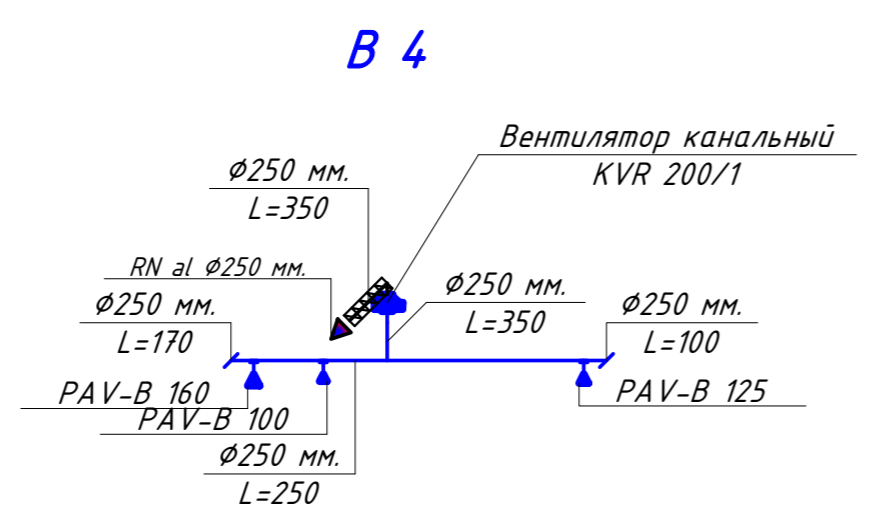 В 4
Вентилятор канальный
KVR 200/1
Ø250 мм.
L=350
RN al Ø250 мм.
Ø250 мм.
L=350
Ø250 мм.
L=170
Ø250 мм.
L=100
PAV-B 160
PAV-B 100
PAV-B 125
Ø250 мм.
L=250